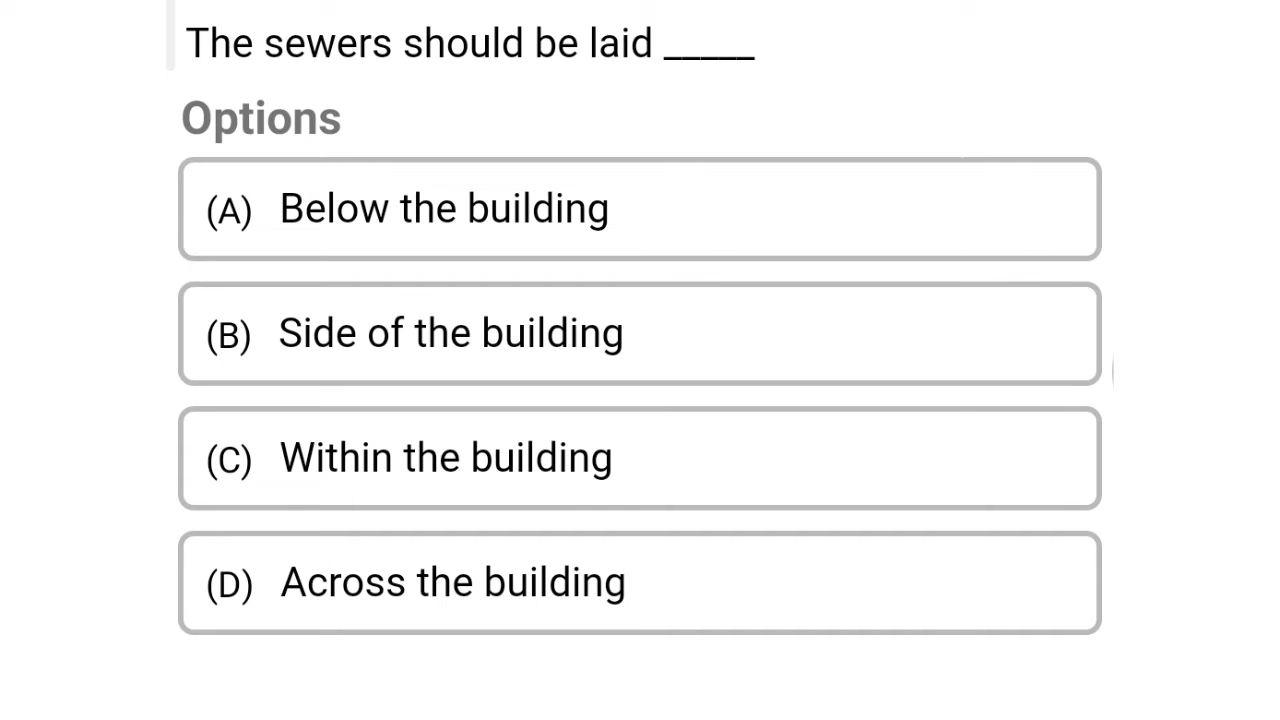 The sewers should be laid _____
Options
(A) Below the building
(B) Side of the building
(C) Within the building
(D) Across the building